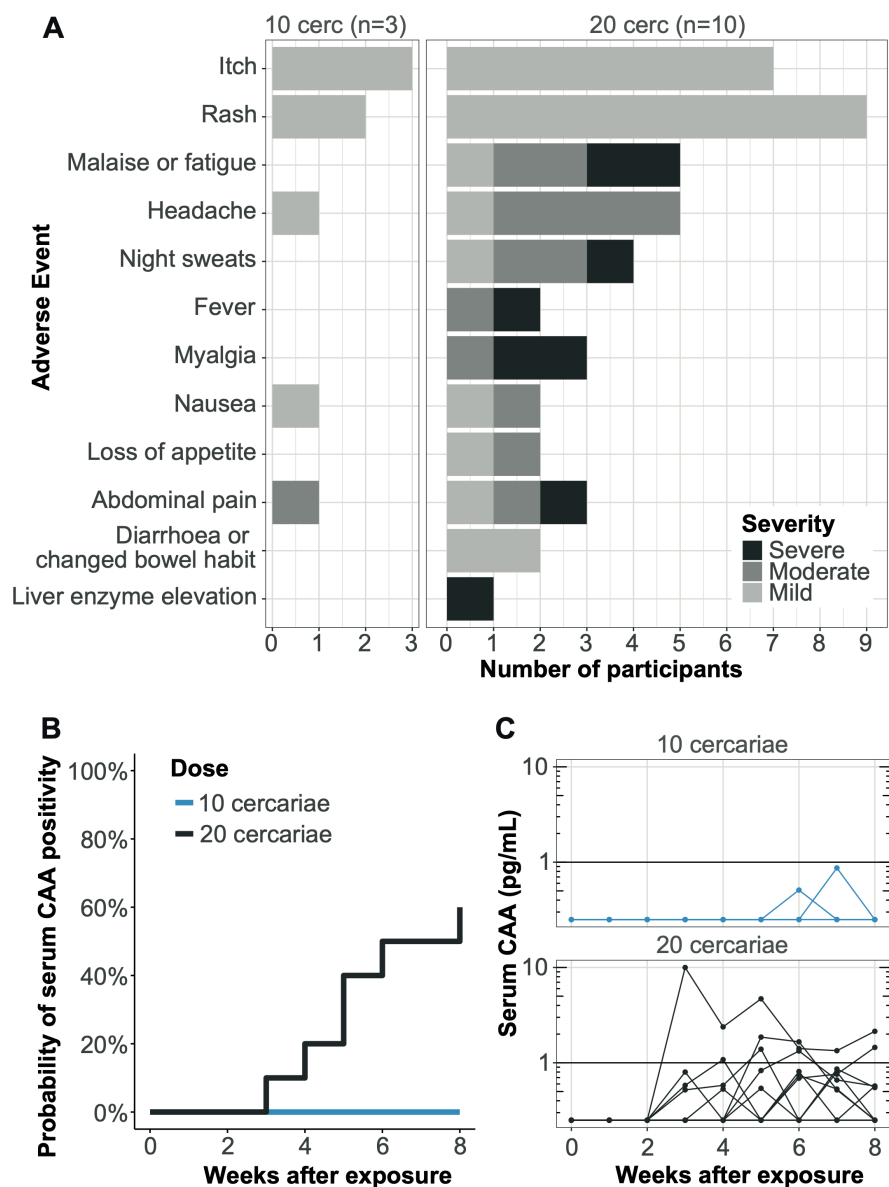 A
10 cerc (n=3)
20 cerc (n=10)
Adverse Event
Itch
Rash
Malaise or fatigue
Headache
Night sweats
Fever
Myalgia
Nausea
Loss of appetite
Abdominal pain
Diarrhoea or
changed bowel habit
Liver enzyme elevation
Severity
Severe
Moderate
Mild
0 1 2 3
0 1 2 3 4 5 6 7 8 9
Number of participants
B
Probability of serum CAA positivity
100%
80%
60%
40%
20%
0%
Dose
10 cercariae
20 cercariae
0 2 4 6 8
Weeks after exposure
C
Serum CAA (pg/mL)
10 cercariae
10
1
20 cercariae
10
1
0 2 4 6 8
Weeks after exposure